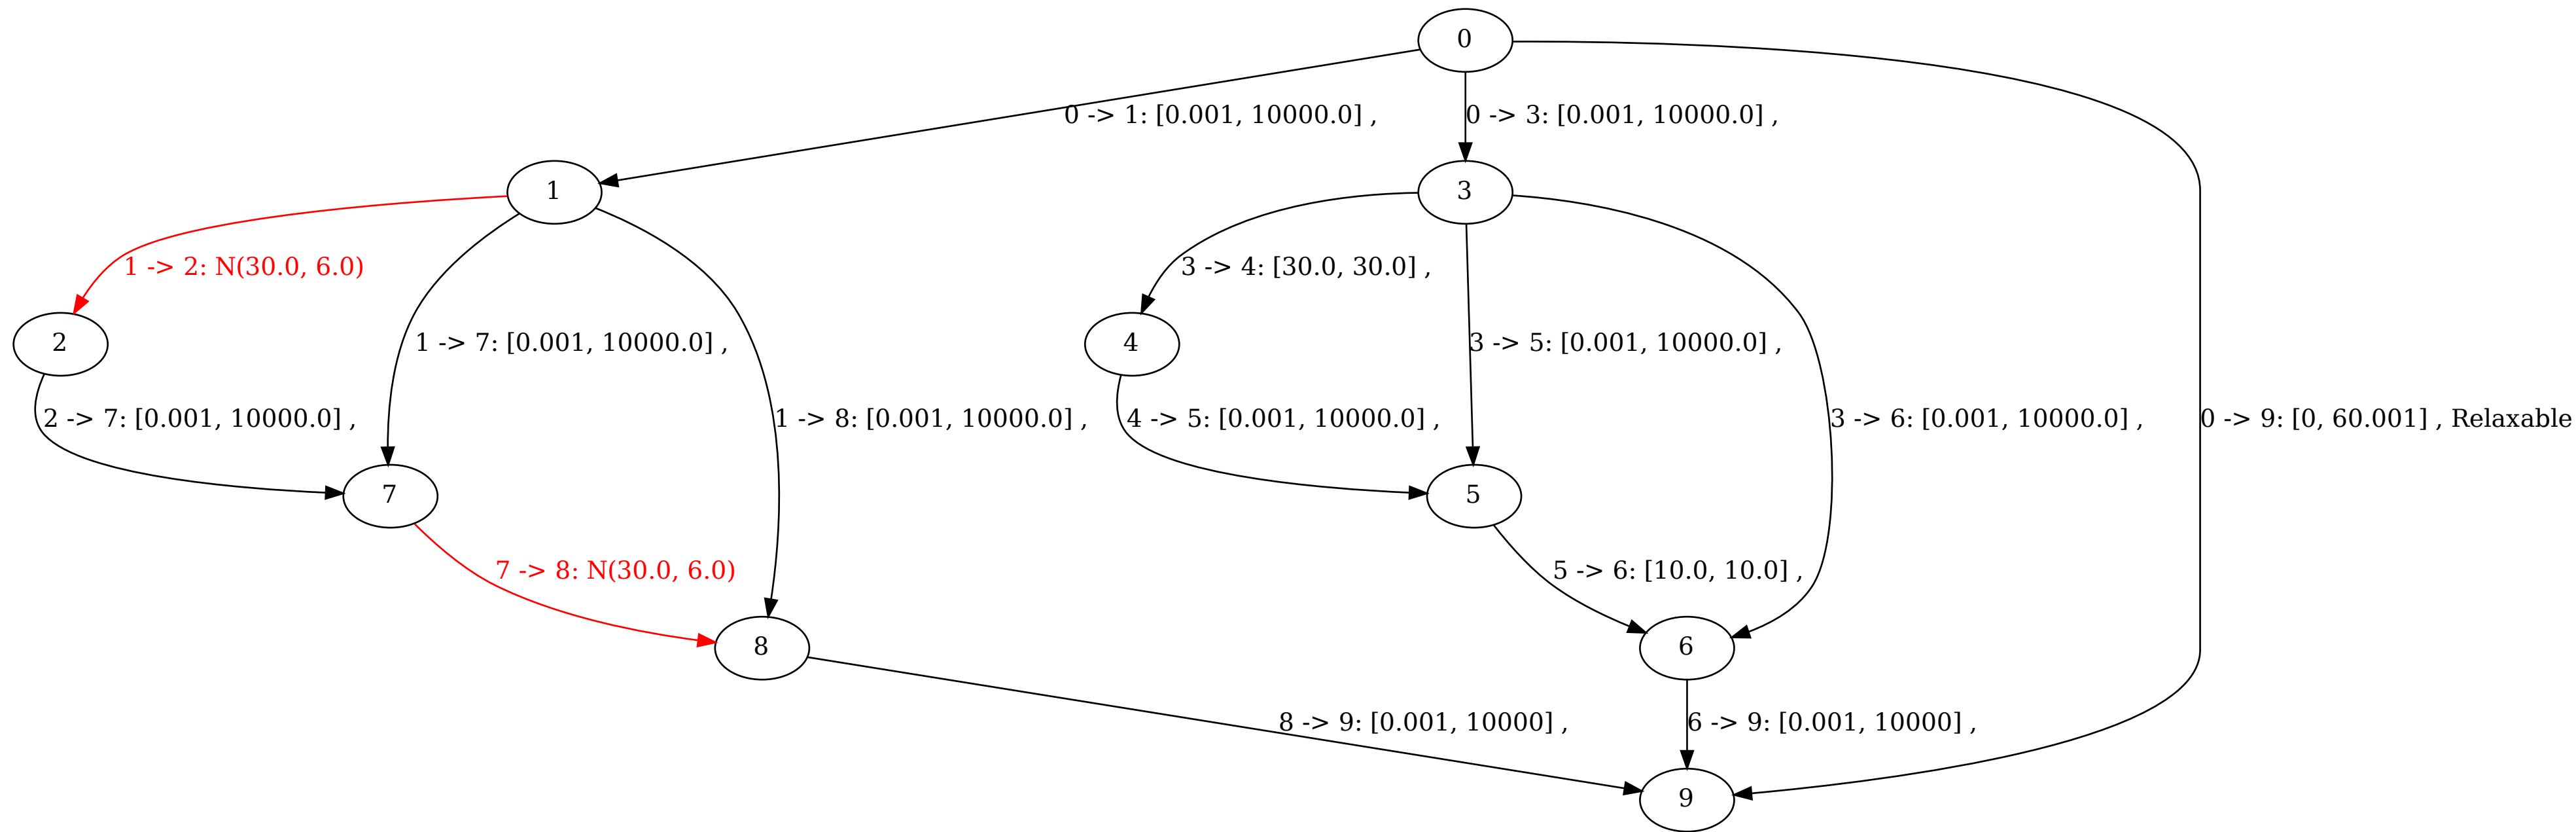 0
0 -> 1: [0.001, 10000.0] ,
0 -> 3: [0.001, 10000.0] ,
1
3
1 -> 2: N(30.0, 6.0)
3 -> 4: [30.0, 30.0] ,
2
1 -> 7: [0.001, 10000.0] ,
4
3 -> 5: [0.001, 10000.0] ,
2 -> 7: [0.001, 10000.0] ,
1 -> 8: [0.001, 10000.0] ,
4 -> 5: [0.001, 10000.0] ,
3 -> 6: [0.001, 10000.0] ,
0 -> 9: [0, 60.001] , Relaxable
7
5
7 -> 8: N(30.0, 6.0)
5 -> 6: [10.0, 10.0] ,
8
6
8 -> 9: [0.001, 10000] ,
6 -> 9: [0.001, 10000] ,
9